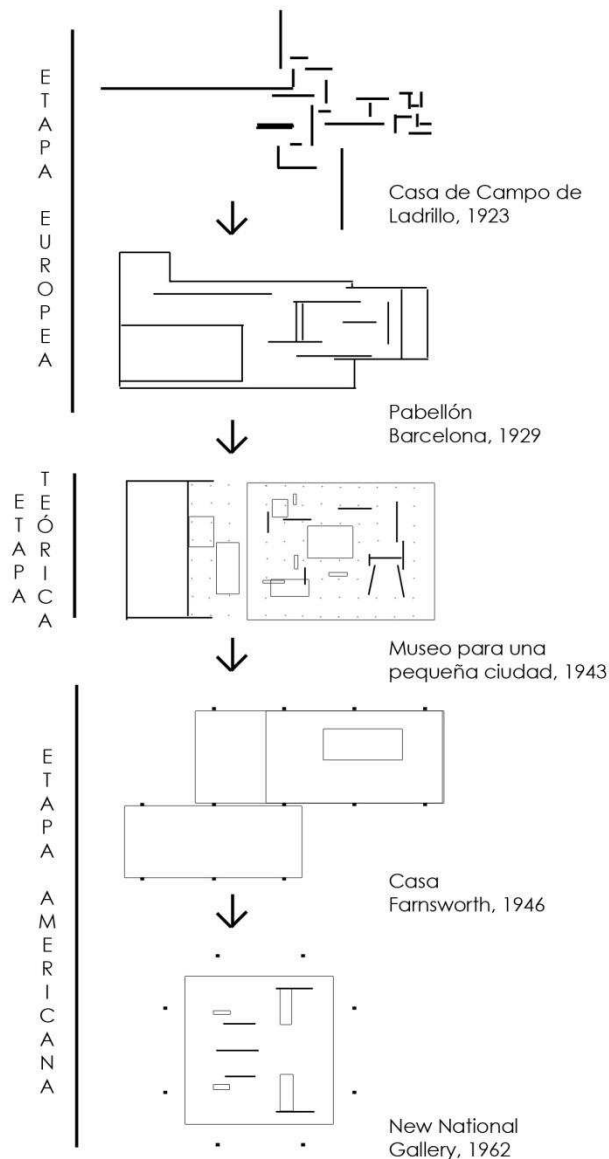 ETAPA EUROPEA
Casa de Campo de
Ladrillo, 1923
Pabellón
Barcelona, 1929
ETAPA
TEÓRICA
Museo para una
pequeña ciudad, 1943
ETAPA AMERICANA
Casa
Farnsworth, 1946
New National
Gallery, 1962